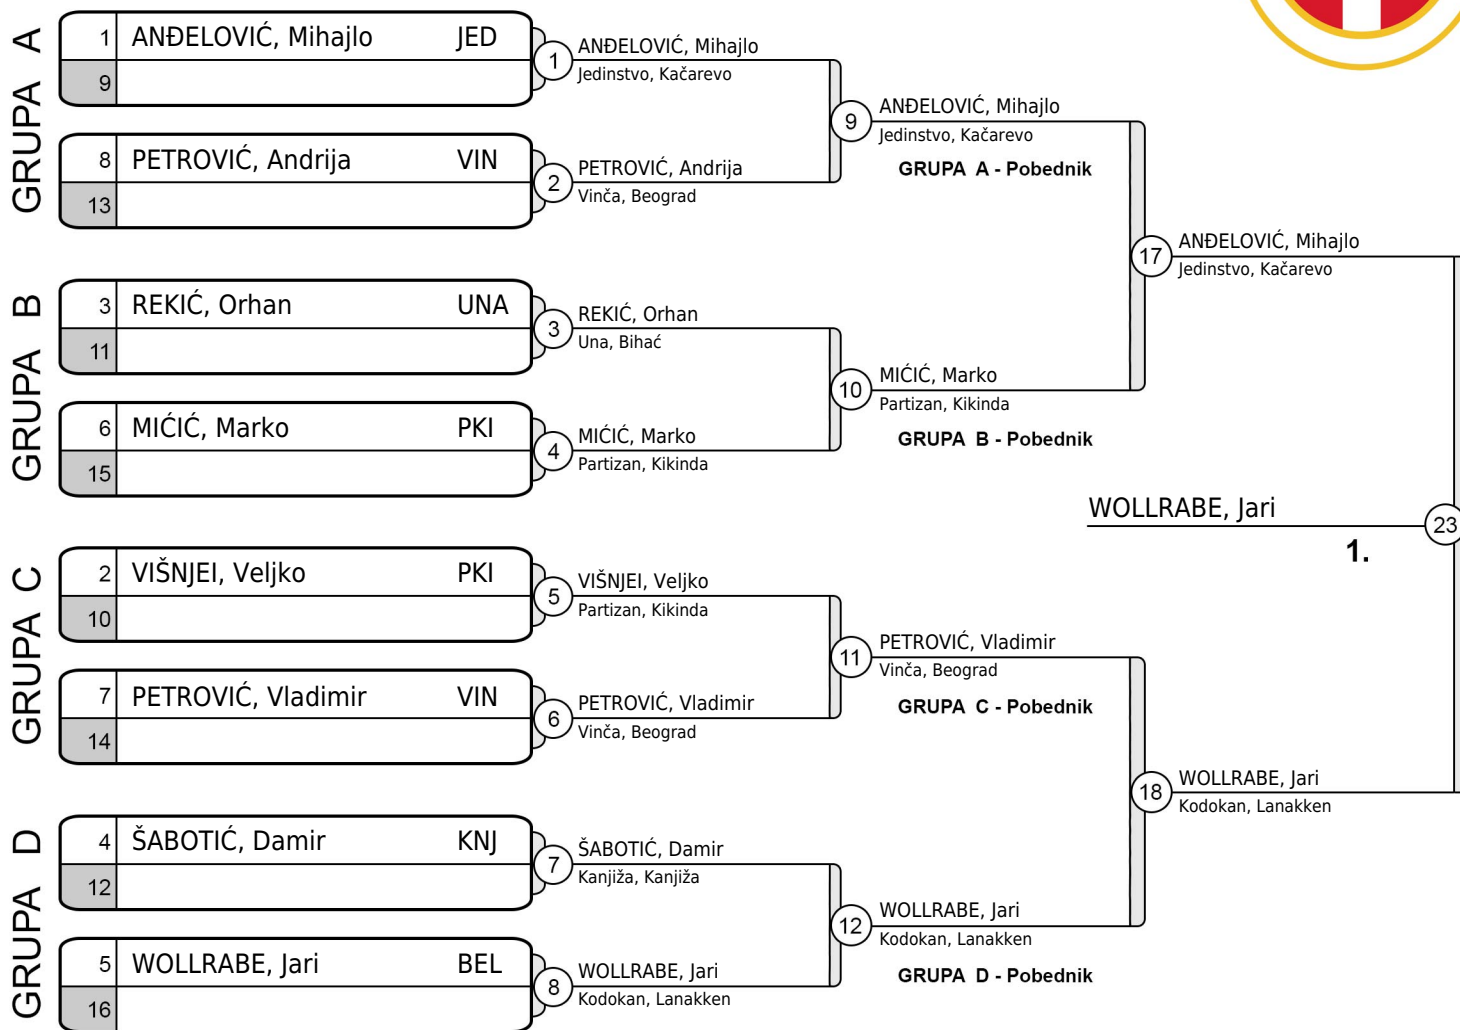 GRUPA A
1 ANĐELOVIĆ, Mihajlo JED
9
8 PETROVIĆ, Andrija VIN
13
GRUPA B
3 REKIĆ, Orhan UNA
11
6 MIĆIĆ, Marko PKI
15
GRUPA C
2 VIŠNJEI, Veljko PKI
10
7 PETROVIĆ, Vladimir VIN
14
GRUPA D
4 ŠABOTIĆ, Damir KNJ
12
5 WOLLRABE, Jari BEL
16
1
ANĐELOVIĆ, Mihajlo
Jedinstvo, Kačarevo
2
PETROVIĆ, Andrija
Vinča, Beograd
3
REKIĆ, Orhan
Una, Bihać
4
MIĆIĆ, Marko
Partizan, Kikinda
5
VIŠNJEI, Veljko
Partizan, Kikinda
6
PETROVIĆ, Vladimir
Vinča, Beograd
7
ŠABOTIĆ, Damir
Kanjiža, Kanjiža
8
WOLLRABE, Jari
Kodokan, Lanakken
9
ANĐELOVIĆ, Mihajlo
Jedinstvo, Kačarevo
GRUPA A - Pobednik
10
MIĆIĆ, Marko
Partizan, Kikinda
GRUPA B - Pobednik
11
PETROVIĆ, Vladimir
Vinča, Beograd
GRUPA C - Pobednik
12
WOLLRABE, Jari
Kodokan, Lanakken
GRUPA D - Pobednik
17
ANĐELOVIĆ, Mihajlo
Jedinstvo, Kačarevo
18
WOLLRABE, Jari
Kodokan, Lanakken
WOLLRABE, Jari
23
1.